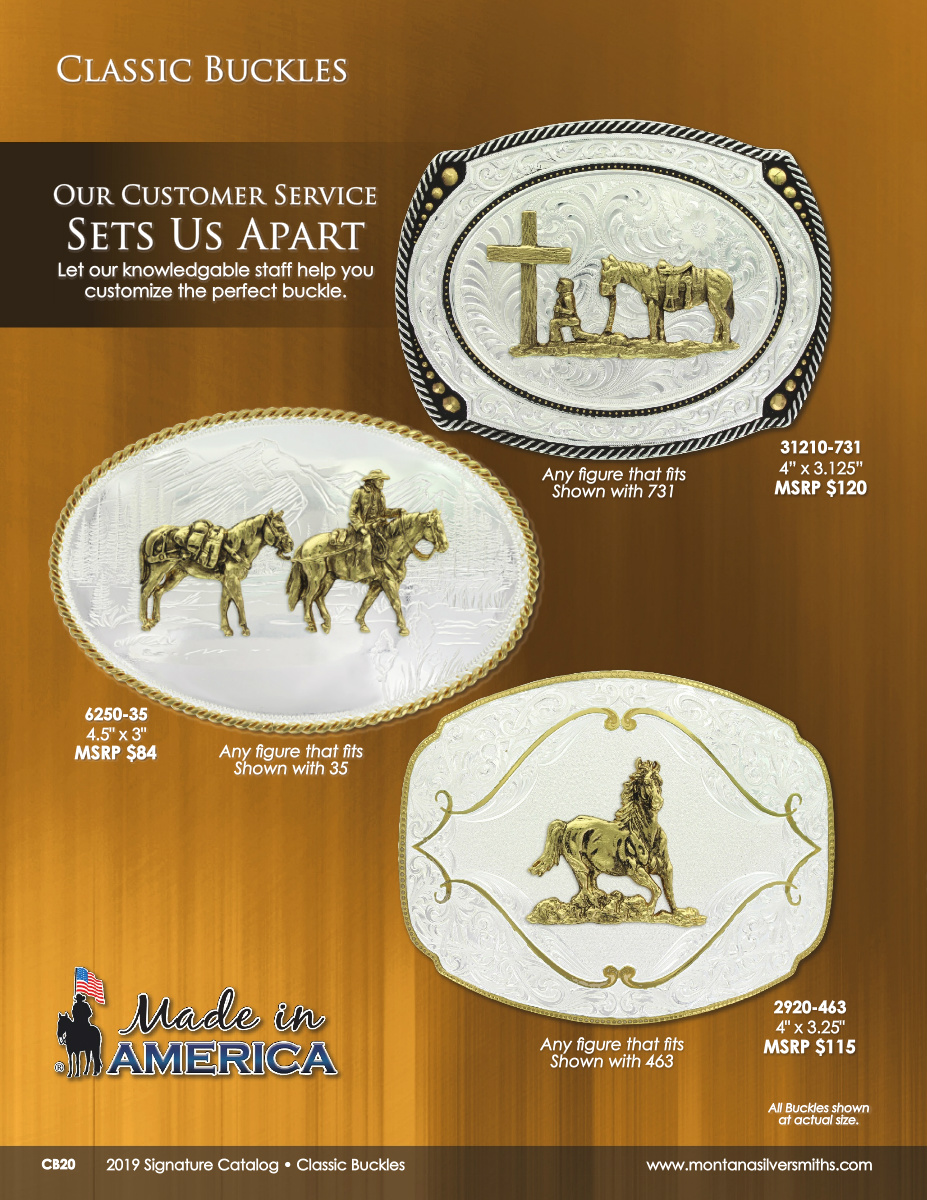 CLASSIC BUCKLES
OUR CUSTOMER SERVICE
SETS US APART
Let our knowledgable staff help you
customize the perfect buckle.
31210-731
4” x 3.125”
MSRP $120
Any figure that fits
Shown with 731
6250-35
4.5" x 3"
MSRP $84
Any figure that fits
Shown with 35
2920-463
4" x 3.25"
MSRP $115
Any figure that fits
Shown with 463
® Made in
AMERICA
All Buckles shown
at actual size.
CB20 2019 Signature Catalog • Classic Buckles www.montanasilversmiths.com